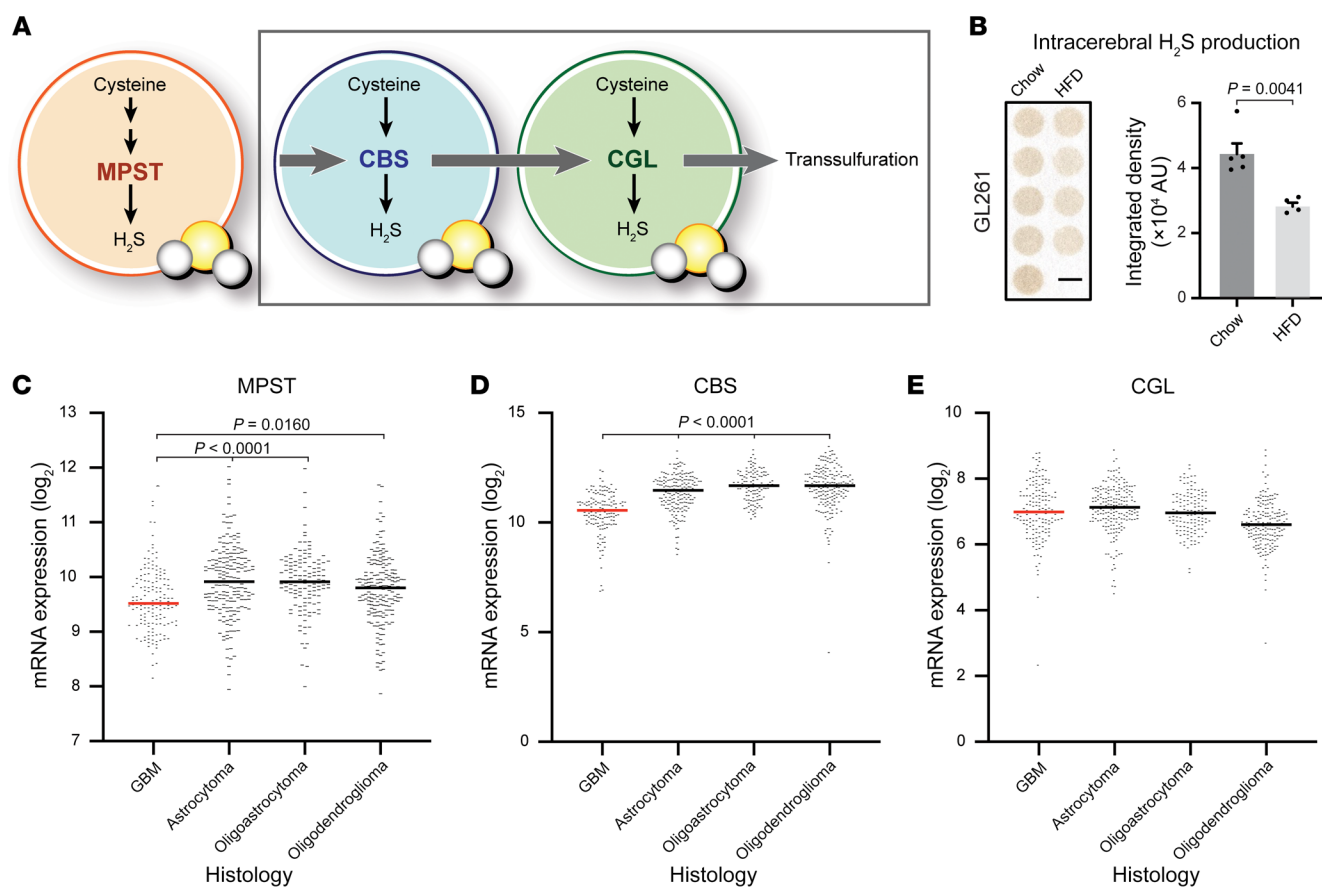 A
Cysteine
MPST
H₂S
Cysteine
CBS
H₂S
Cysteine
CGL
H₂S
Transsulfuration
B
Intracerebral H₂S production
Chow
HFD
GL261
P = 0.0041
Integrated density
(×10⁴ AU)
6
4
2
0
Chow
HFD
C
MPST
P = 0.0160
P < 0.0001
mRNA expression (log₂)
13
12
11
10
9
8
7
GBM
Astrocytoma
Oligoastrocytoma
Oligodendroglioma
Histology
D
CBS
P < 0.0001
mRNA expression (log₂)
15
10
5
0
GBM
Astrocytoma
Oligoastrocytoma
Oligodendroglioma
Histology
E
CGL
mRNA expression (log₂)
10
8
6
4
2
0
GBM
Astrocytoma
Oligoastrocytoma
Oligodendroglioma
Histology